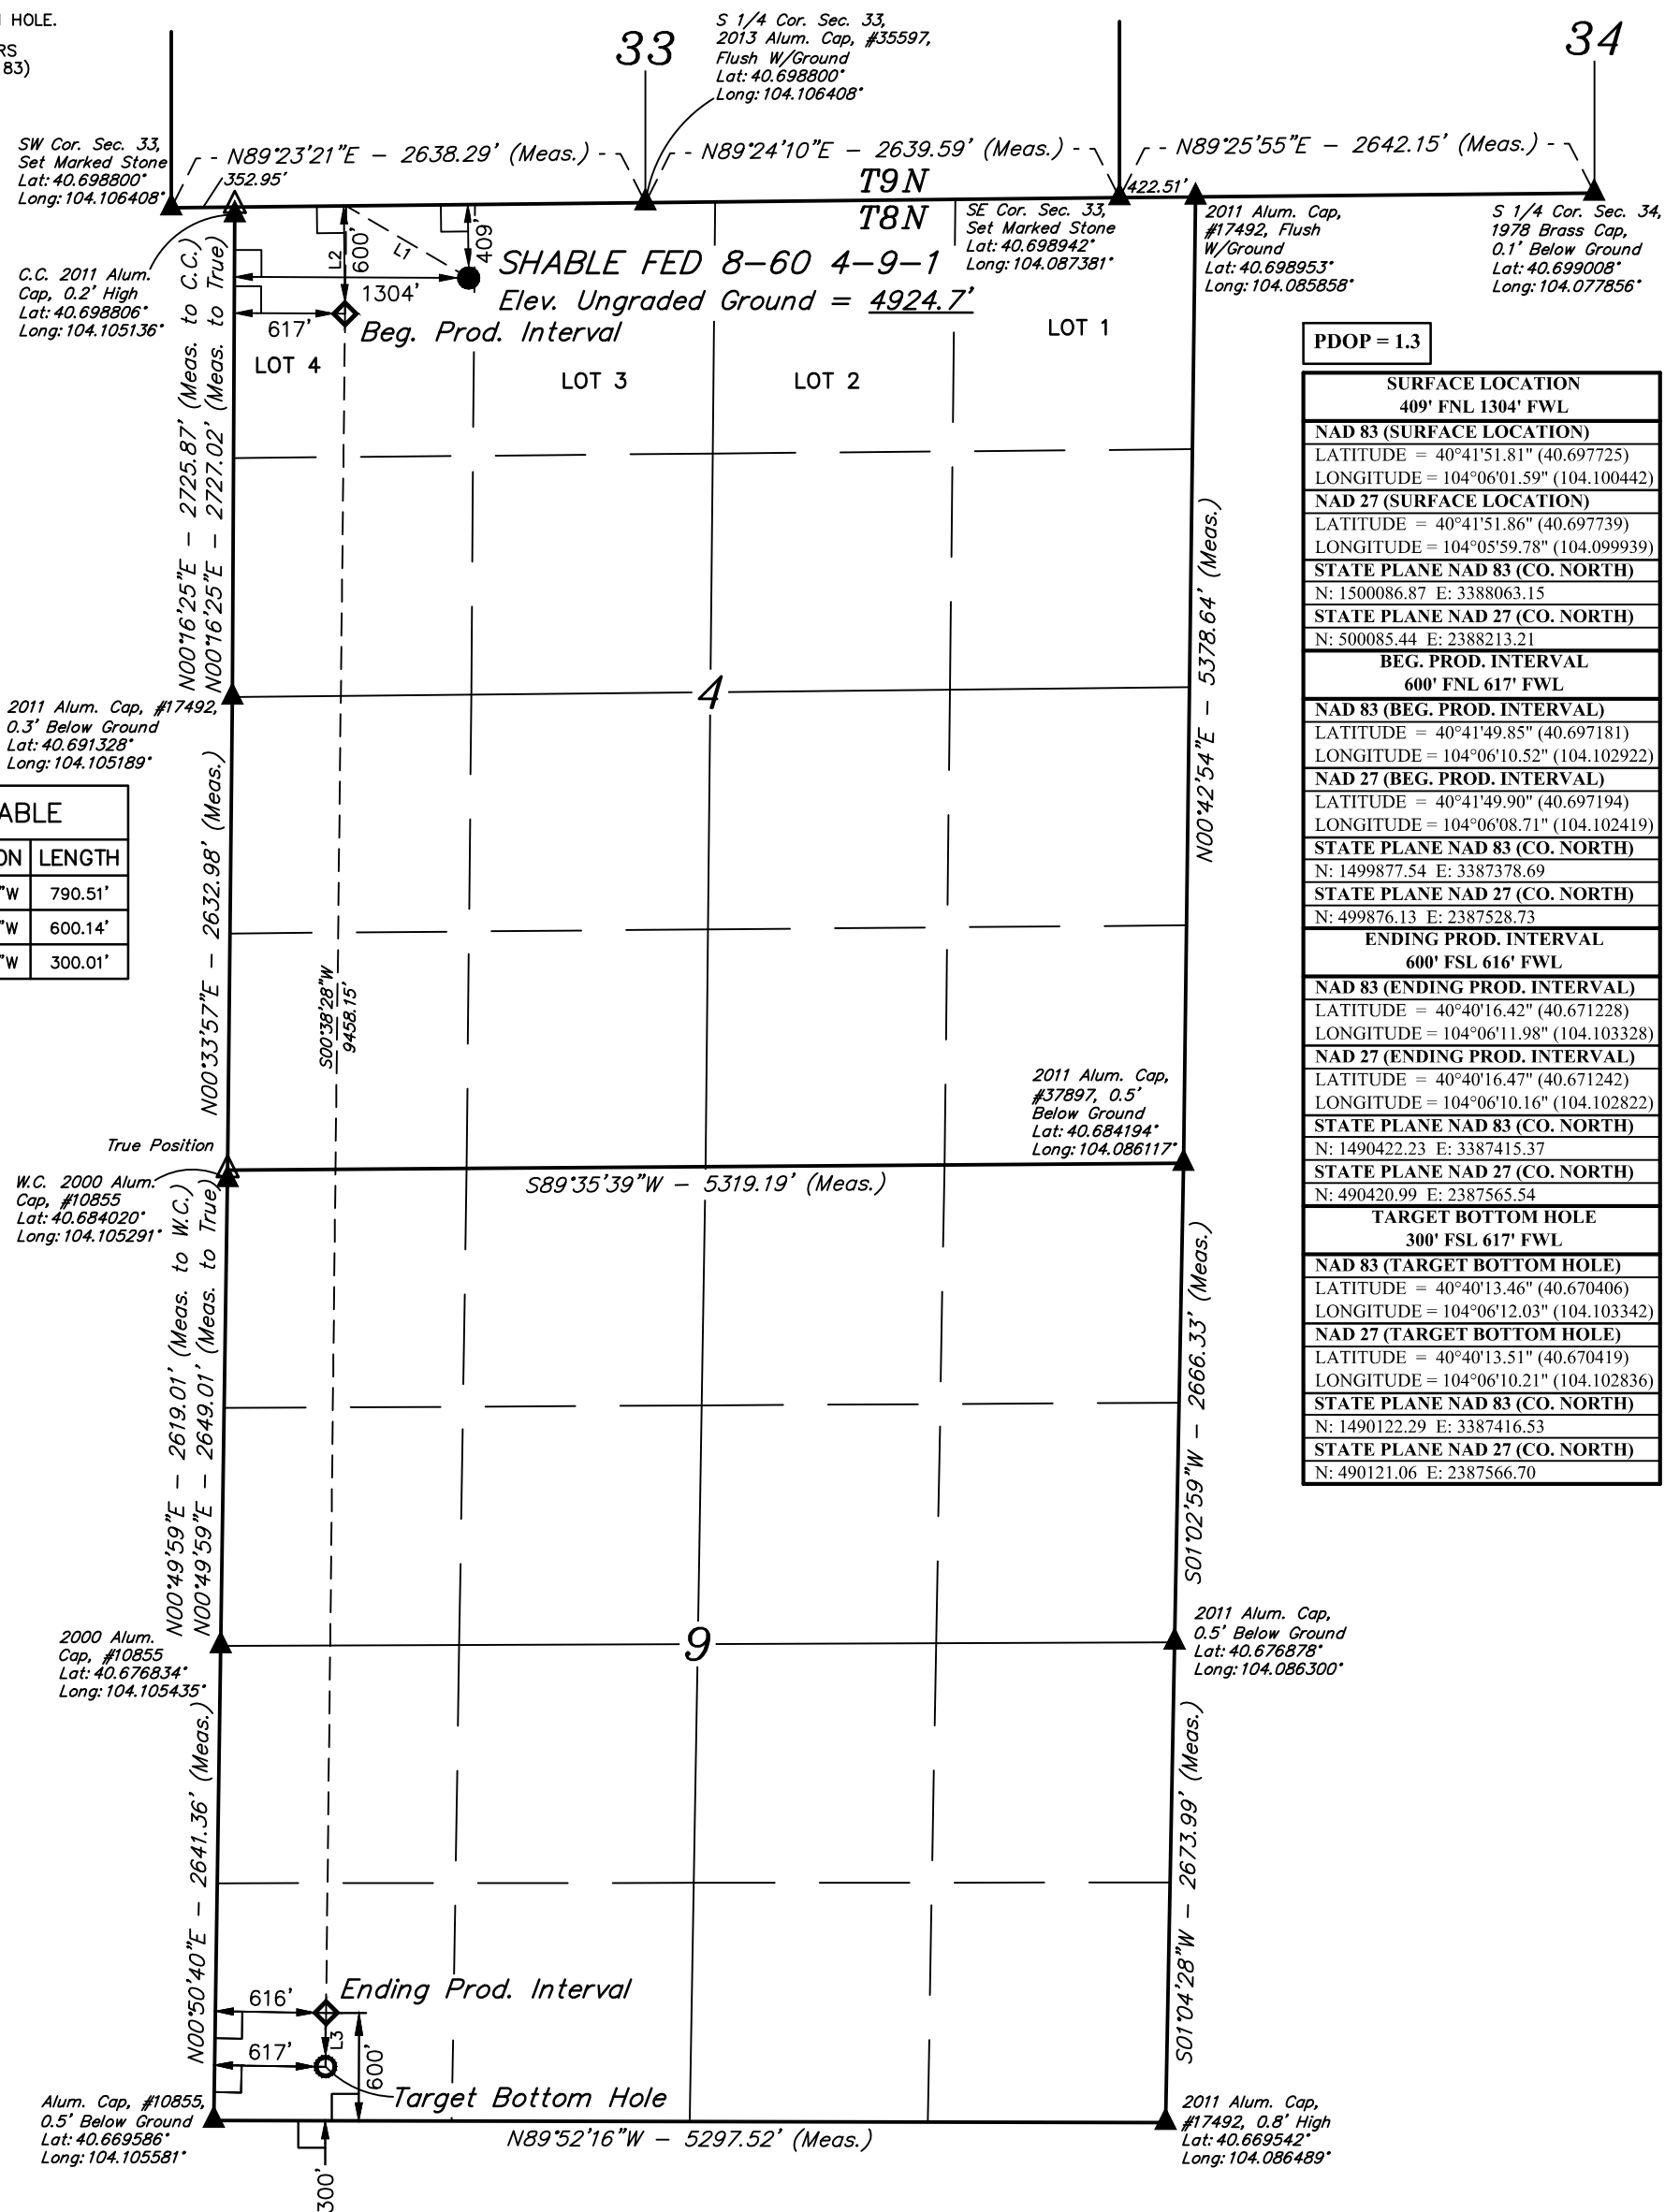 HOLE.
RS
83)
33
S 1/4 Cor. Sec. 33,
2013 Alum. Cap, #35597,
Flush W/Ground
Lat: 40.698800°
Long: 104.106408°
34
SW Cor. Sec. 33,
Set Marked Stone
Lat: 40.698800°
Long: 104.106408°
N89°23'21"E - 2638.29' (Meas.)
N89°24'10"E - 2639.59' (Meas.)
N89°25'55"E - 2642.15' (Meas.)
352.95'
T9N
T8N
422.51'
SE Cor. Sec. 33,
Set Marked Stone
Lat: 40.698942°
Long: 104.087381°
2011 Alum. Cap,
#17492, Flush
W/Ground
Lat: 40.698953°
Long: 104.085858°
S 1/4 Cor. Sec. 34,
1978 Brass Cap,
0.1' Below Ground
Lat: 40.699008°
Long: 104.077856°
C.C. 2011 Alum.
Cap, 0.2' High
Lat: 40.698806°
Long: 104.105136°
L2
600'
L1
409'
1304'
617'
SHABLE FED 8-60 4-9-1
Elev. Ungraded Ground = 4924.7'
Beg. Prod. Interval
LOT 4
LOT 3
LOT 2
LOT 1
N00°16'25"E - 2725.87' (Meas. to C.C.)
N00°16'25"E - 2727.02' (Meas. to True)
N00°42'54"E - 5378.64' (Meas.)
4
2011 Alum. Cap, #17492,
0.3' Below Ground
Lat: 40.691328°
Long: 104.105189°
ABLE
ON LENGTH
"W 790.51'
"W 600.14'
"W 300.01'
N00°33'57"E - 2632.98' (Meas.)
S00°38'28"W
9458.15'
2011 Alum. Cap,
#37897, 0.5'
Below Ground
Lat: 40.684194°
Long: 104.086117°
True Position
W.C. 2000 Alum.
Cap, #10855
Lat: 40.684020°
Long: 104.105291°
S89°35'39"W - 5319.19' (Meas.)
N00°49'59"E - 2619.01' (Meas. to W.C.)
N00°49'59"E - 2649.01' (Meas. to True)
S01°02'59"W - 2666.33' (Meas.)
9
2000 Alum.
Cap, #10855
Lat: 40.676834°
Long: 104.105435°
2011 Alum. Cap,
0.5' Below Ground
Lat: 40.676878°
Long: 104.086300°
N00°50'40"E - 2641.36' (Meas.)
S01°04'28"W - 2673.99' (Meas.)
616'
Ending Prod. Interval
L3
617'
600'
Target Bottom Hole
Alum. Cap, #10855,
0.5' Below Ground
Lat: 40.669586°
Long: 104.105581°
N89°52'16"W - 5297.52' (Meas.)
300'
2011 Alum. Cap,
#17492, 0.8' High
Lat: 40.669542°
Long: 104.086489°
PDOP = 1.3
SURFACE LOCATION
409' FNL 1304' FWL
NAD 83 (SURFACE LOCATION)
LATITUDE = 40°41'51.81" (40.697725)
LONGITUDE = 104°06'01.59" (104.100442)
NAD 27 (SURFACE LOCATION)
LATITUDE = 40°41'51.86" (40.697739)
LONGITUDE = 104°05'59.78" (104.099939)
STATE PLANE NAD 83 (CO. NORTH)
N: 1500086.87 E: 3388063.15
STATE PLANE NAD 27 (CO. NORTH)
N: 500085.44 E: 2388213.21
BEG. PROD. INTERVAL
600' FNL 617' FWL
NAD 83 (BEG. PROD. INTERVAL)
LATITUDE = 40°41'49.85" (40.697181)
LONGITUDE = 104°06'10.52" (104.102922)
NAD 27 (BEG. PROD. INTERVAL)
LATITUDE = 40°41'49.90" (40.697194)
LONGITUDE = 104°06'08.71" (104.102419)
STATE PLANE NAD 83 (CO. NORTH)
N: 1499877.54 E: 3387378.69
STATE PLANE NAD 27 (CO. NORTH)
N: 499876.13 E: 2387528.73
ENDING PROD. INTERVAL
600' FSL 616' FWL
NAD 83 (ENDING PROD. INTERVAL)
LATITUDE = 40°40'16.42" (40.671228)
LONGITUDE = 104°06'11.98" (104.103328)
NAD 27 (ENDING PROD. INTERVAL)
LATITUDE = 40°40'16.47" (40.671242)
LONGITUDE = 104°06'10.16" (104.102822)
STATE PLANE NAD 83 (CO. NORTH)
N: 1490422.23 E: 3387415.37
STATE PLANE NAD 27 (CO. NORTH)
N: 490420.99 E: 2387565.54
TARGET BOTTOM HOLE
300' FSL 617' FWL
NAD 83 (TARGET BOTTOM HOLE)
LATITUDE = 40°40'13.46" (40.670406)
LONGITUDE = 104°06'12.03" (104.103342)
NAD 27 (TARGET BOTTOM HOLE)
LATITUDE = 40°40'13.51" (40.670419)
LONGITUDE = 104°06'10.21" (104.102836)
STATE PLANE NAD 83 (CO. NORTH)
N: 1490122.29 E: 3387416.53
STATE PLANE NAD 27 (CO. NORTH)
N: 490121.06 E: 2387566.70